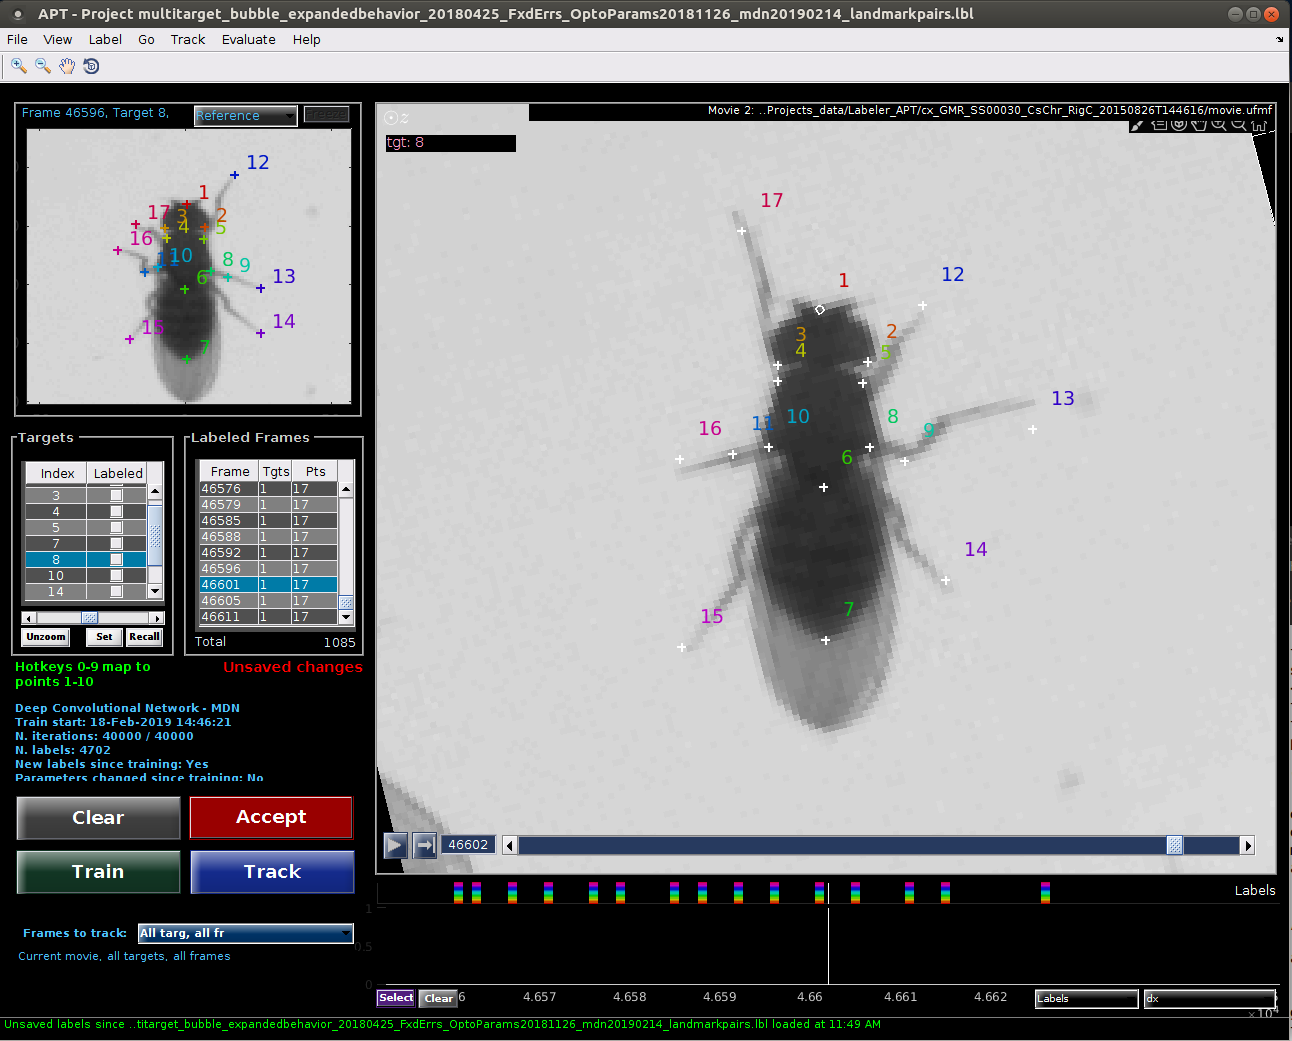 APT - Project multitarget_bubble_expandedbehavior_20180425_FxdErrs_OptoParams20181126_mdn20190214_landmarkpairs.lbl
File View Label Go Track Evaluate Help
Frame 46596, Target 8,
Reference
Freeze
Movie 2: ..Projects_data/Labeler_APT/cx_GMR_SS00030_CsChr_RigC_20150826T144616/movie.ufmf
z
tgt: 8
12
1
17
3
2
4
5
16
10
11
8
9
6
13
14
15
7
17
1
12
3
2
4
5
13
16
11
10
8
9
6
14
15
7
Targets
Index Labeled
3
4
5
7
8
10
14
Unzoom Set Recall
Labeled Frames
Frame Tgts Pts
46576 1 17
46579 1 17
46585 1 17
46588 1 17
46592 1 17
46596 1 17
46601 1 17
46605 1 17
46611 1 17
Total 1085
Hotkeys 0-9 map to
points 1-10
Unsaved changes
Deep Convolutional Network - MDN
Train start: 18-Feb-2019 14:46:21
N. iterations: 40000 / 40000
N. labels: 4702
New labels since training: Yes
Parameters changed since training: No
Clear Accept
Train Track
Frames to track: All targ, all fr
Current movie, all targets, all frames
46602
Labels
1
0.5
0
Select Clear 6 4.657 4.658 4.659 4.66 4.661 4.662 Labels dx
×10⁴
Unsaved labels since ..titarget_bubble_expandedbehavior_20180425_FxdErrs_OptoParams20181126_mdn20190214_landmarkpairs.lbl loaded at 11:49 AM